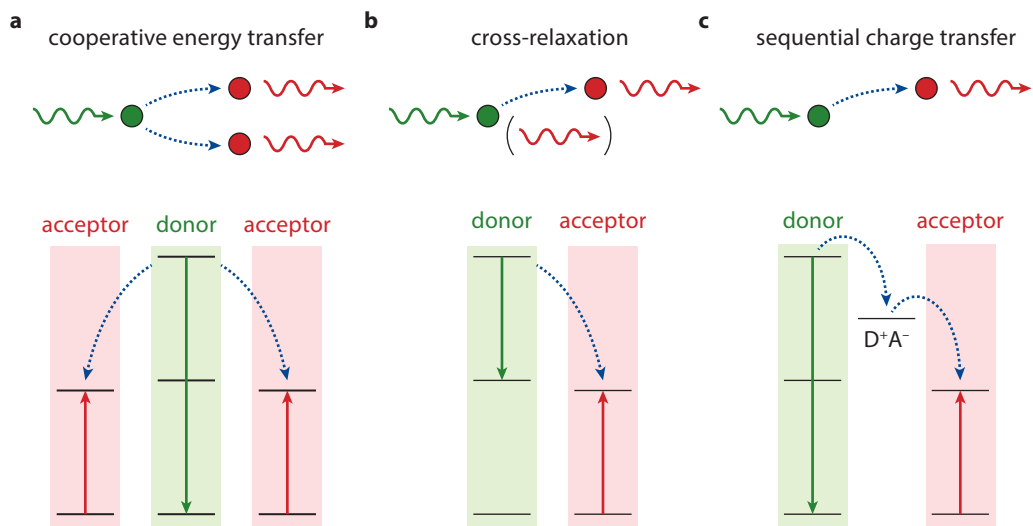 a
cooperative energy transfer
b
cross-relaxation
c
sequential charge transfer
acceptor
donor
acceptor
donor
acceptor
donor
acceptor
D⁺A⁻